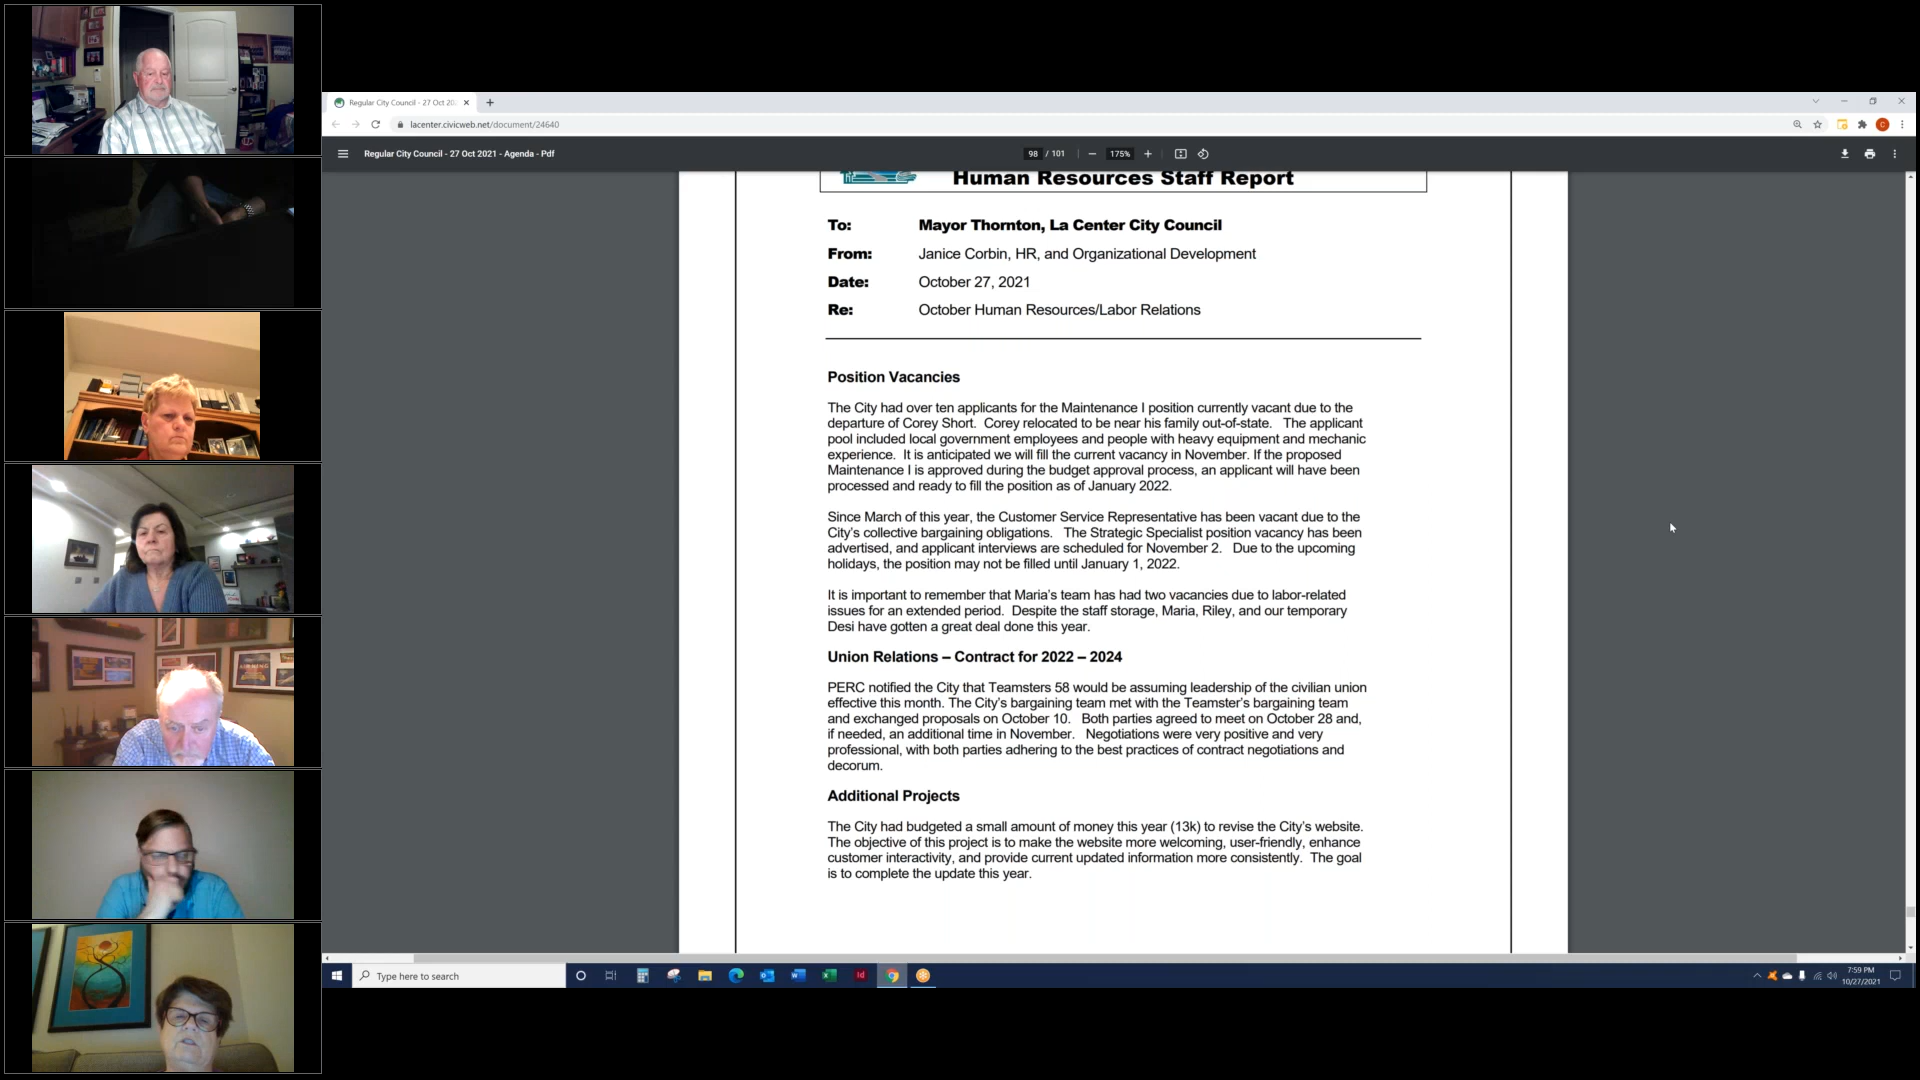 Regular City Council - 27 Oct 20
lacenter.civicweb.net/document/24640
Regular City Council - 27 Oct 2021 - Agenda - Pdf
98 / 101
175%
Human Resources Staff Report
To: Mayor Thornton, La Center City Council
From: Janice Corbin, HR, and Organizational Development
Date: October 27, 2021
Re: October Human Resources/Labor Relations
Position Vacancies
The City had over ten applicants for the Maintenance I position currently vacant due to the
departure of Corey Short. Corey relocated to be near his family out-of-state. The applicant
pool included local government employees and people with heavy equipment and mechanic
experience. It is anticipated we will fill the current vacancy in November. If the proposed
Maintenance I is approved during the budget approval process, an applicant will have been
processed and ready to fill the position as of January 2022.
Since March of this year, the Customer Service Representative has been vacant due to the
City's collective bargaining obligations. The Strategic Specialist position vacancy has been
advertised, and applicant interviews are scheduled for November 2. Due to the upcoming
holidays, the position may not be filled until January 1, 2022.
It is important to remember that Maria's team has had two vacancies due to labor-related
issues for an extended period. Despite the staff storage, Maria, Riley, and our temporary
Desi have gotten a great deal done this year.
Union Relations – Contract for 2022 – 2024
PERC notified the City that Teamsters 58 would be assuming leadership of the civilian union
effective this month. The City's bargaining team met with the Teamster's bargaining team
and exchanged proposals on October 10. Both parties agreed to meet on October 28 and,
if needed, an additional time in November. Negotiations were very positive and very
professional, with both parties adhering to the best practices of contract negotiations and
decorum.
Additional Projects
The City had budgeted a small amount of money this year (13k) to revise the City's website.
The objective of this project is to make the website more welcoming, user-friendly, enhance
customer interactivity, and provide current updated information more consistently. The goal
is to complete the update this year.
Type here to search
7:59 PM
10/27/2021